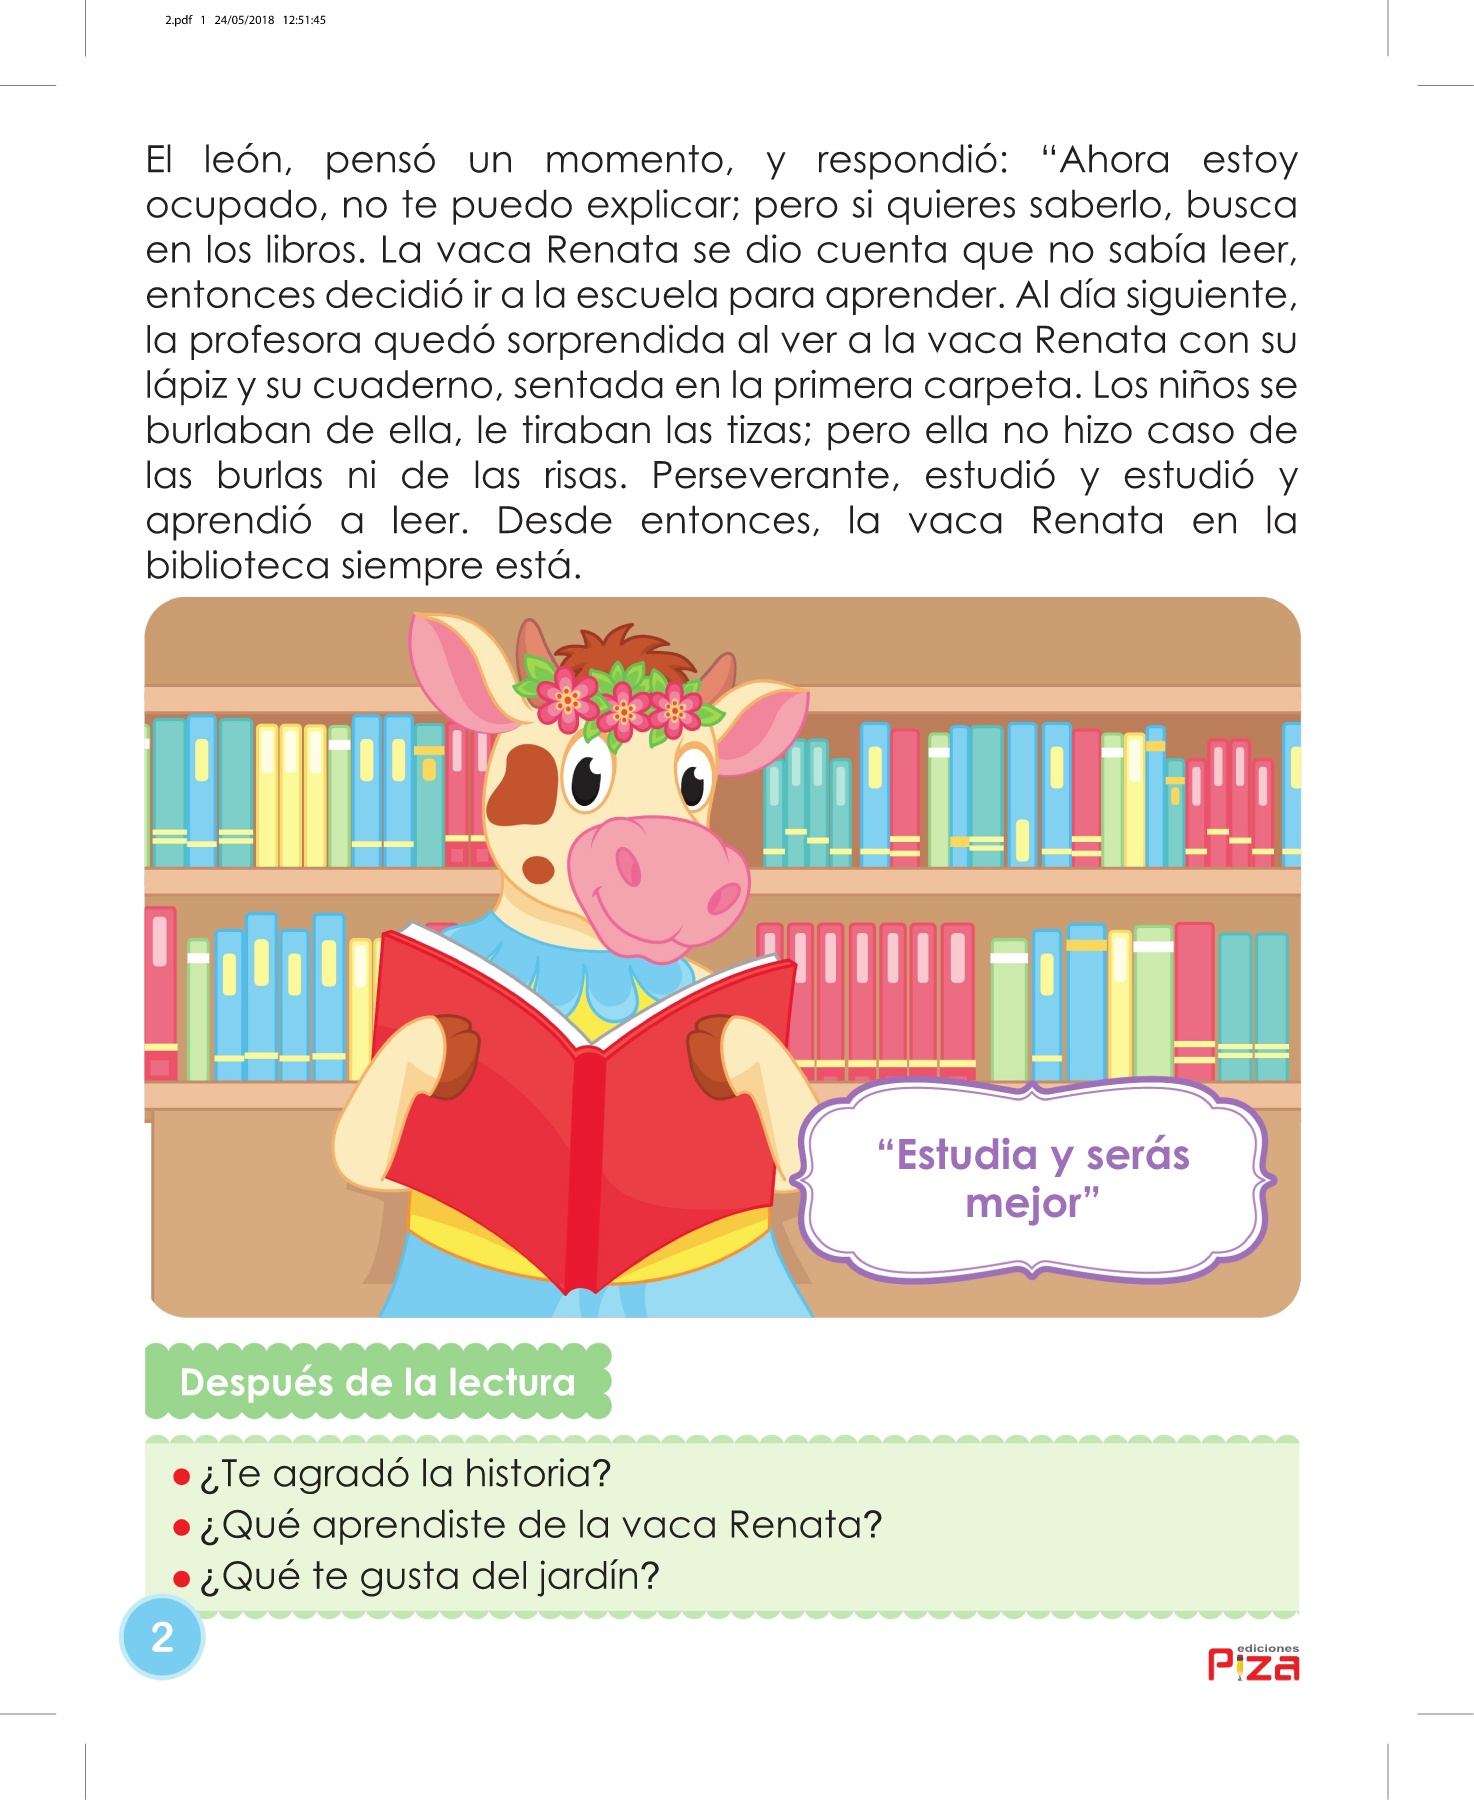 2.pdf 1 24/05/2018 12:51:45
El león, pensó un momento, y respondió: “Ahora estoy
ocupado, no te puedo explicar; pero si quieres saberlo, busca
en los libros. La vaca Renata se dio cuenta que no sabía leer,
entonces decidió ir a la escuela para aprender. Al día siguiente,
la profesora quedó sorprendida al ver a la vaca Renata con su
lápiz y su cuaderno, sentada en la primera carpeta. Los niños se
burlaban de ella, le tiraban las tizas; pero ella no hizo caso de
las burlas ni de las risas. Perseverante, estudió y estudió y
aprendió a leer. Desde entonces, la vaca Renata en la
biblioteca siempre está.
“Estudia y serás
mejor”
Después de la lectura
● ¿Te agradó la historia?
● ¿Qué aprendiste de la vaca Renata?
● ¿Qué te gusta del jardín?
2
ediciones
Piza